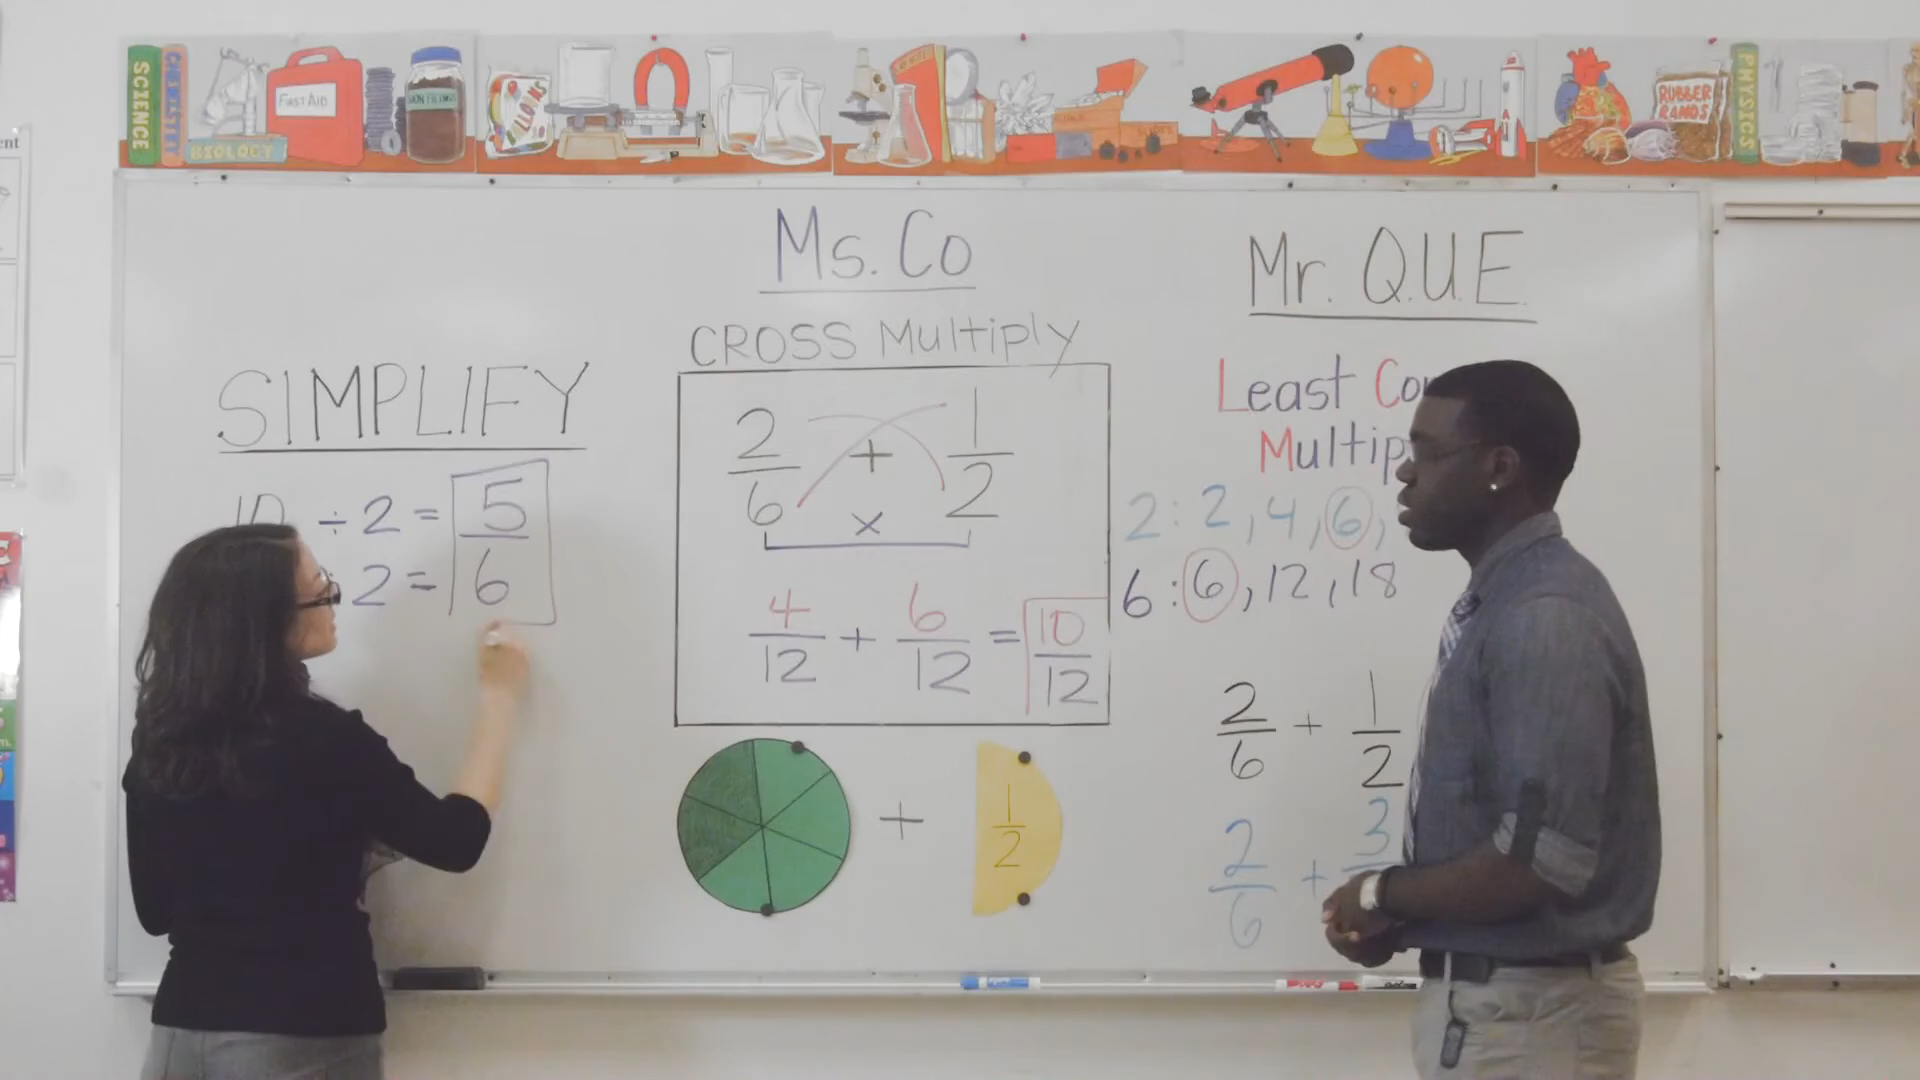 SCIENCE
BIOLOGY
FIRST AID
RUBBER
BANDS
PHYSICS
Ms. Co
CROSS Multiply
2/6 + 1/2
x
4/12 + 6/12 = 10/12
+ 1/2
SIMPLIFY
10 ÷ 2 = 5
÷ 2 = 6
Mr. Q.U.E.
Least Co
Multip
2: 2, 4, 6,
6: 6, 12, 18
2/6 + 1/2
2/6 + 3